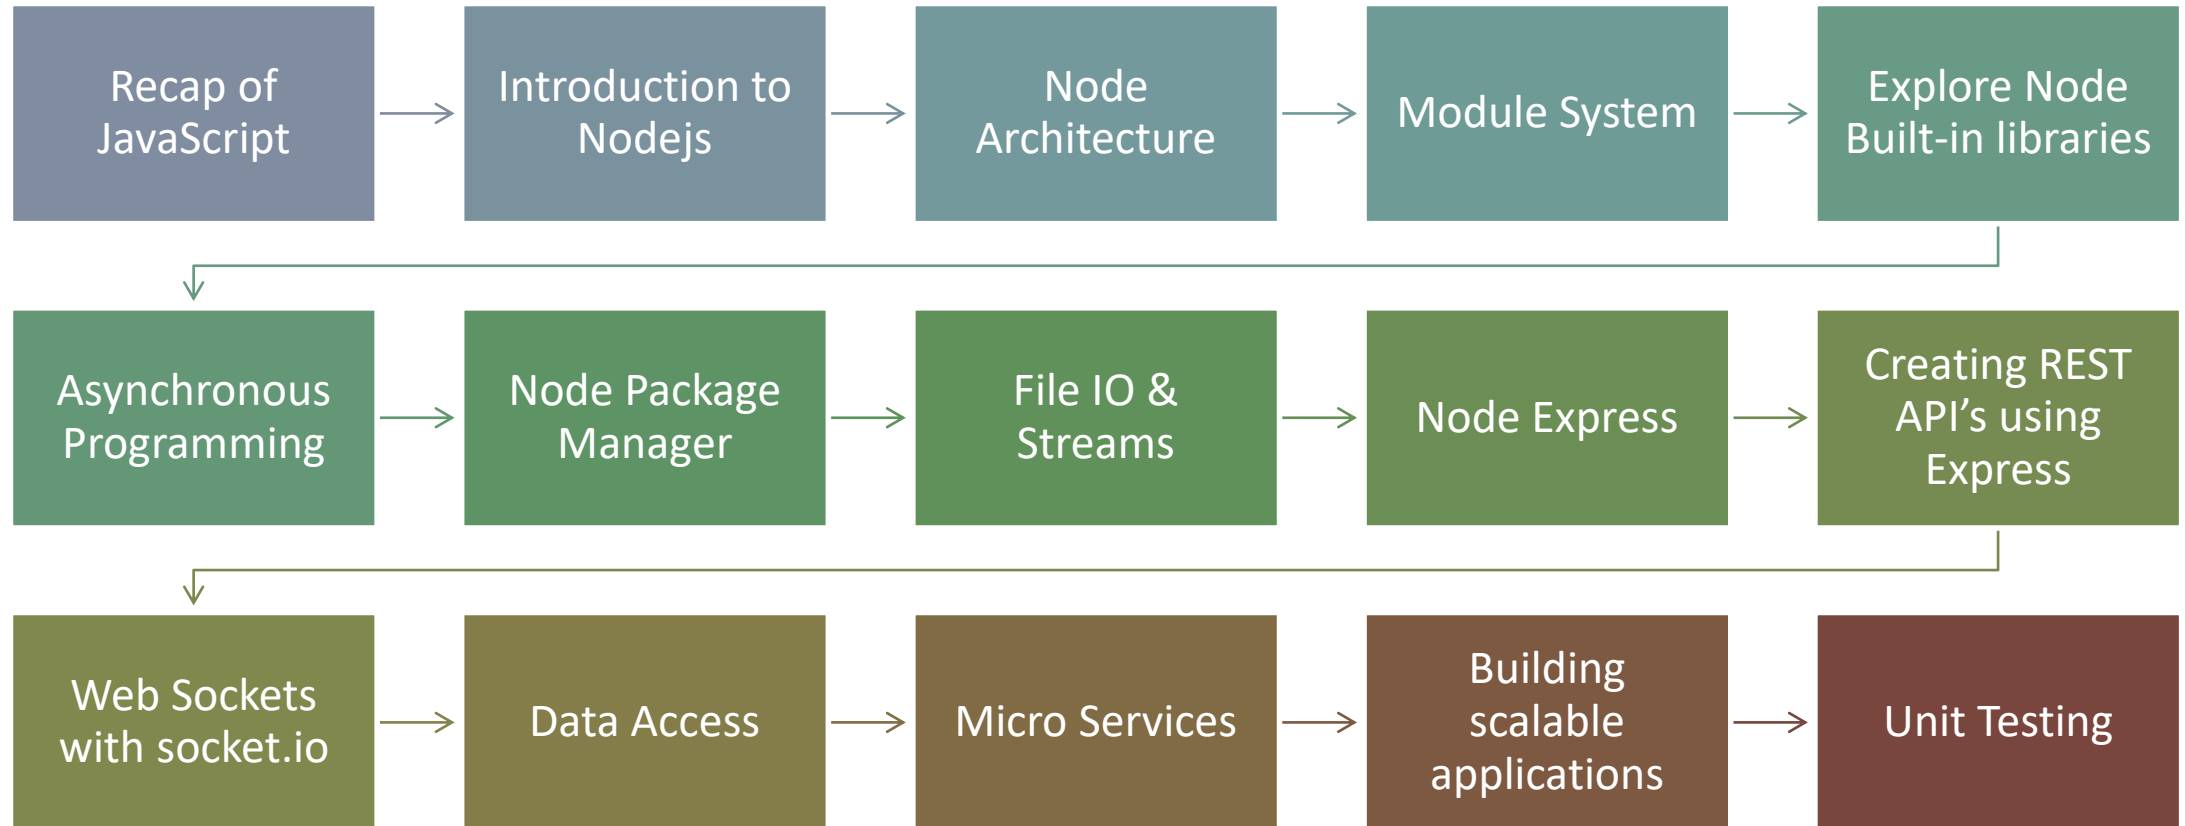 Recap of
JavaScript
Introduction to
Nodejs
Node
Architecture
Module System
Explore Node
Built-in libraries
Asynchronous
Programming
Node Package
Manager
File IO &
Streams
Node Express
Creating REST
API’s using
Express
Web Sockets
with socket.io
Data Access
Micro Services
Building
scalable
applications
Unit Testing